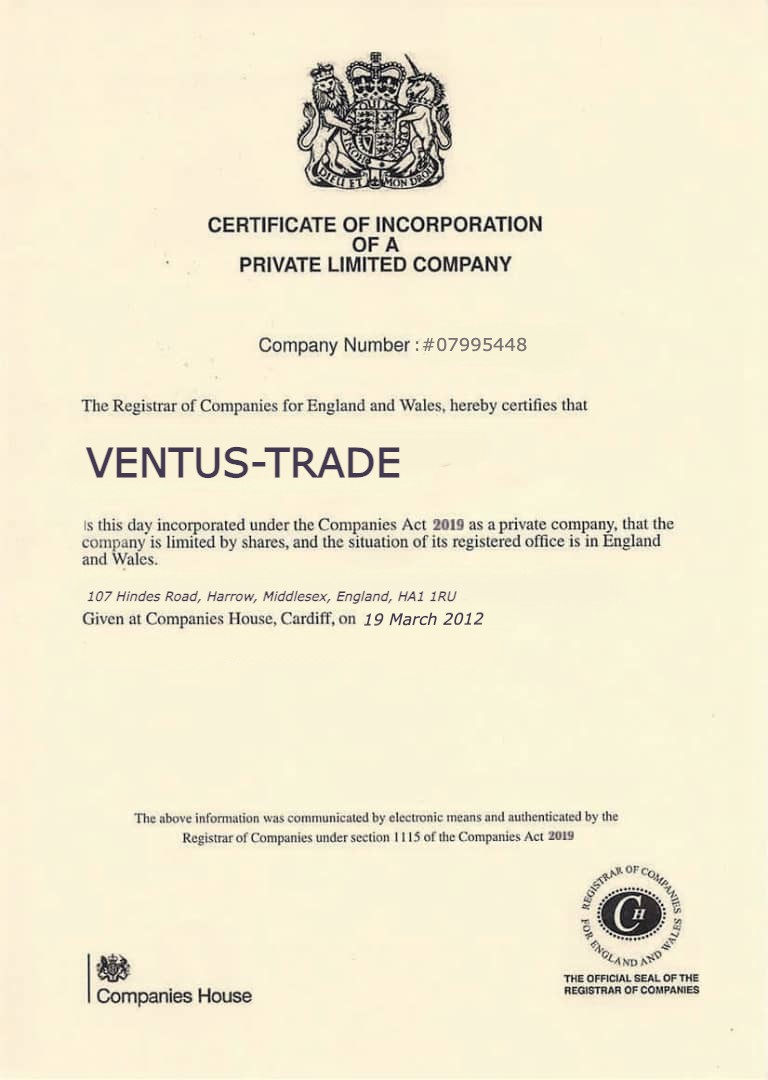 DIEU ET MON DROIT
CERTIFICATE OF INCORPORATION
OF A
PRIVATE LIMITED COMPANY
Company Number : #07995448
The Registrar of Companies for England and Wales, hereby certifies that
VENTUS-TRADE
Is this day incorporated under the Companies Act 2019 as a private company, that the
company is limited by shares, and the situation of its registered office is in England
and Wales.
107 Hindes Road, Harrow, Middlesex, England, HA1 1RU
Given at Companies House, Cardiff, on 19 March 2012
The above information was communicated by electronic means and authenticated by the
Registrar of Companies under section 1115 of the Companies Act 2019
REGISTRAR OF COMPANIES
FOR ENGLAND AND WALES
CH
THE OFFICIAL SEAL OF THE
REGISTRAR OF COMPANIES
Companies House